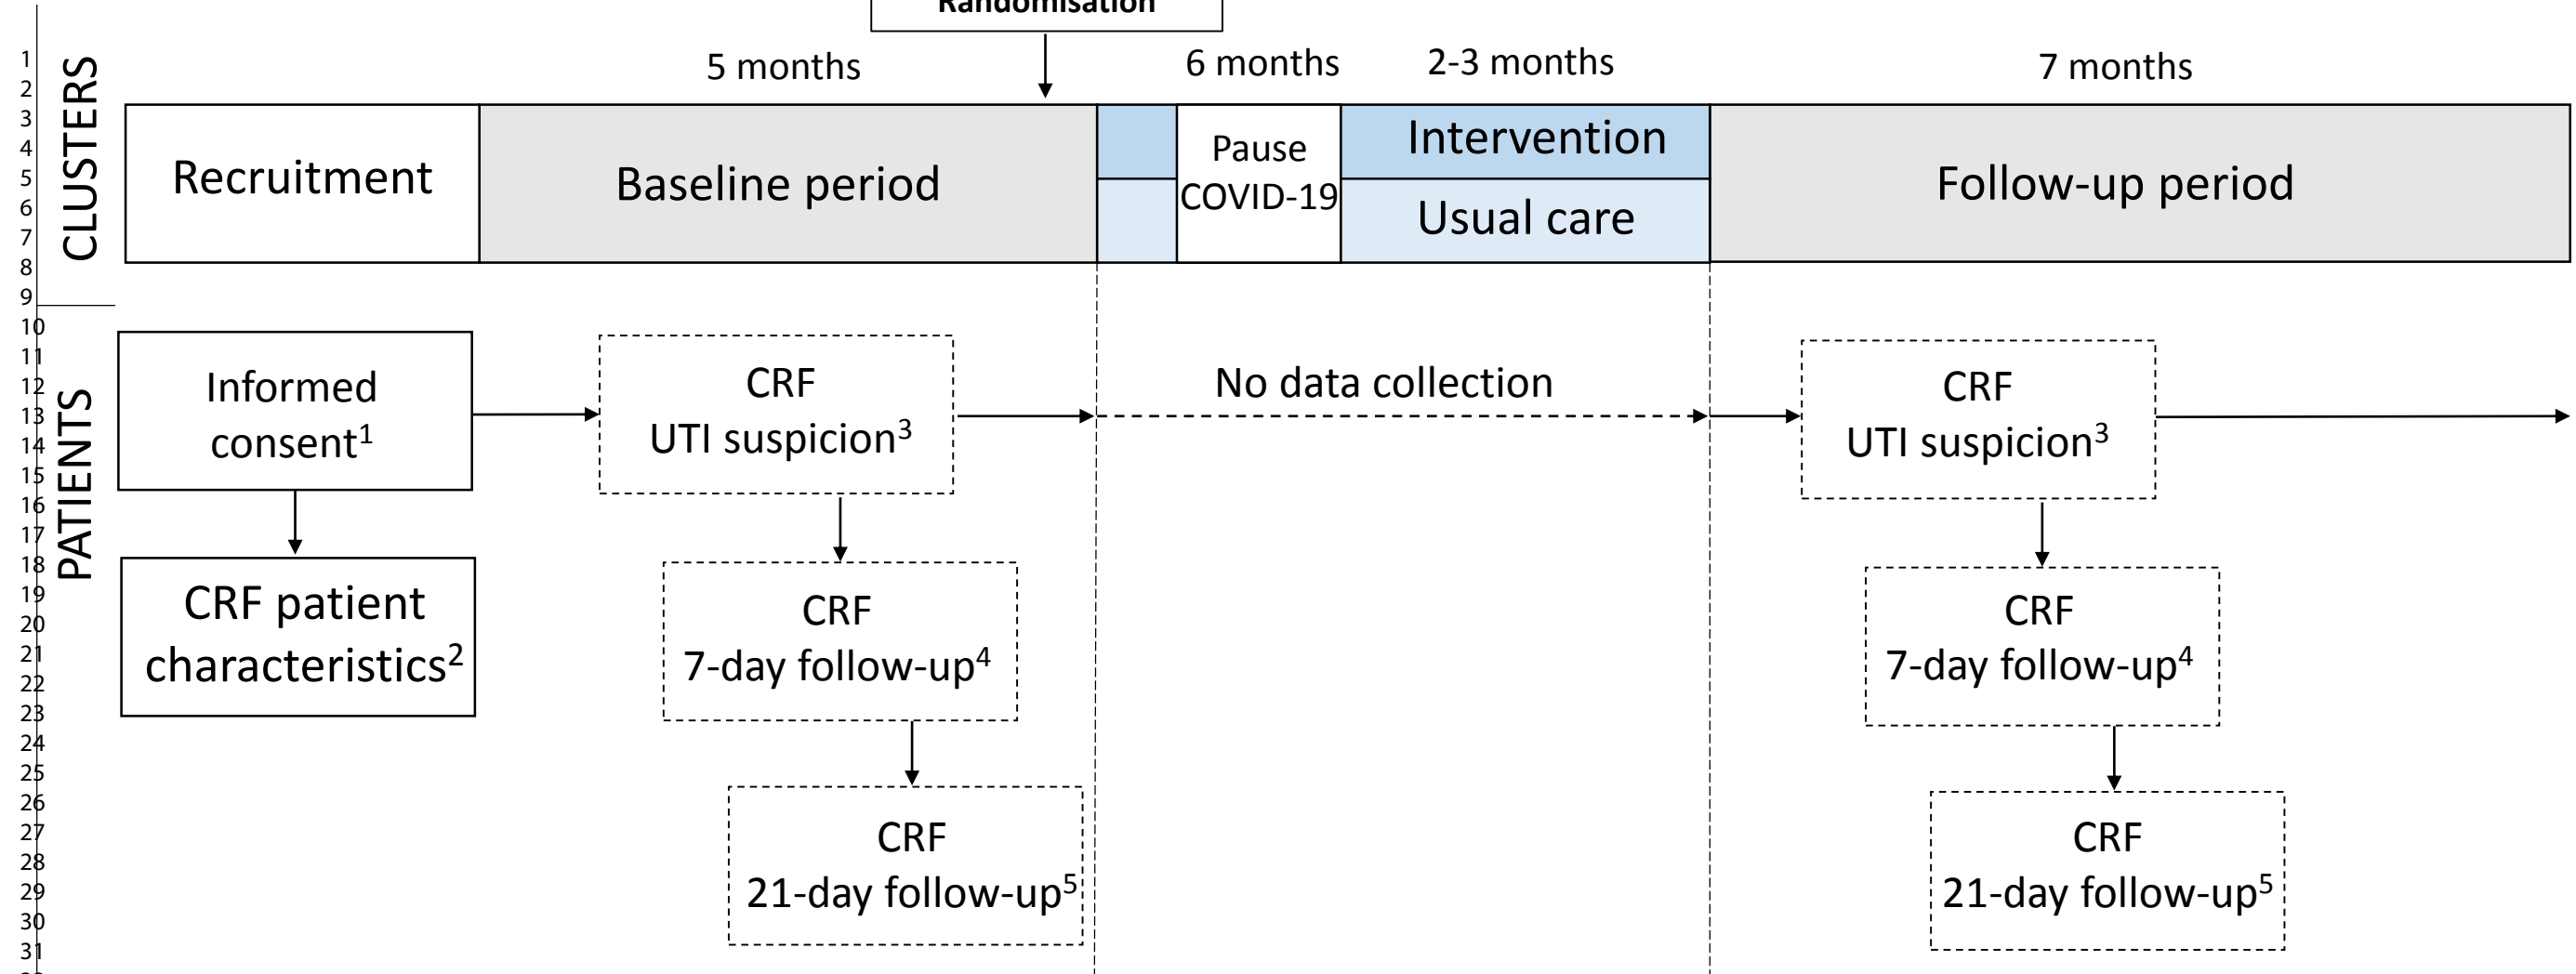 Randomisation
5 months
6 months
2-3 months
7 months
CLUSTERS
Recruitment
Baseline period
Pause
COVID-19
Intervention
Usual care
Follow-up period
PATIENTS
Informed
consent1
CRF patient
characteristics2
CRF
UTI suspicion3
CRF
7-day follow-up4
CRF
21-day follow-up5
No data collection
CRF
UTI suspicion3
CRF
7-day follow-up4
CRF
21-day follow-up5
1
2
3
4
5
6
7
8
9
10
11
12
13
14
15
16
17
18
19
20
21
22
23
24
25
26
27
28
29
30
31